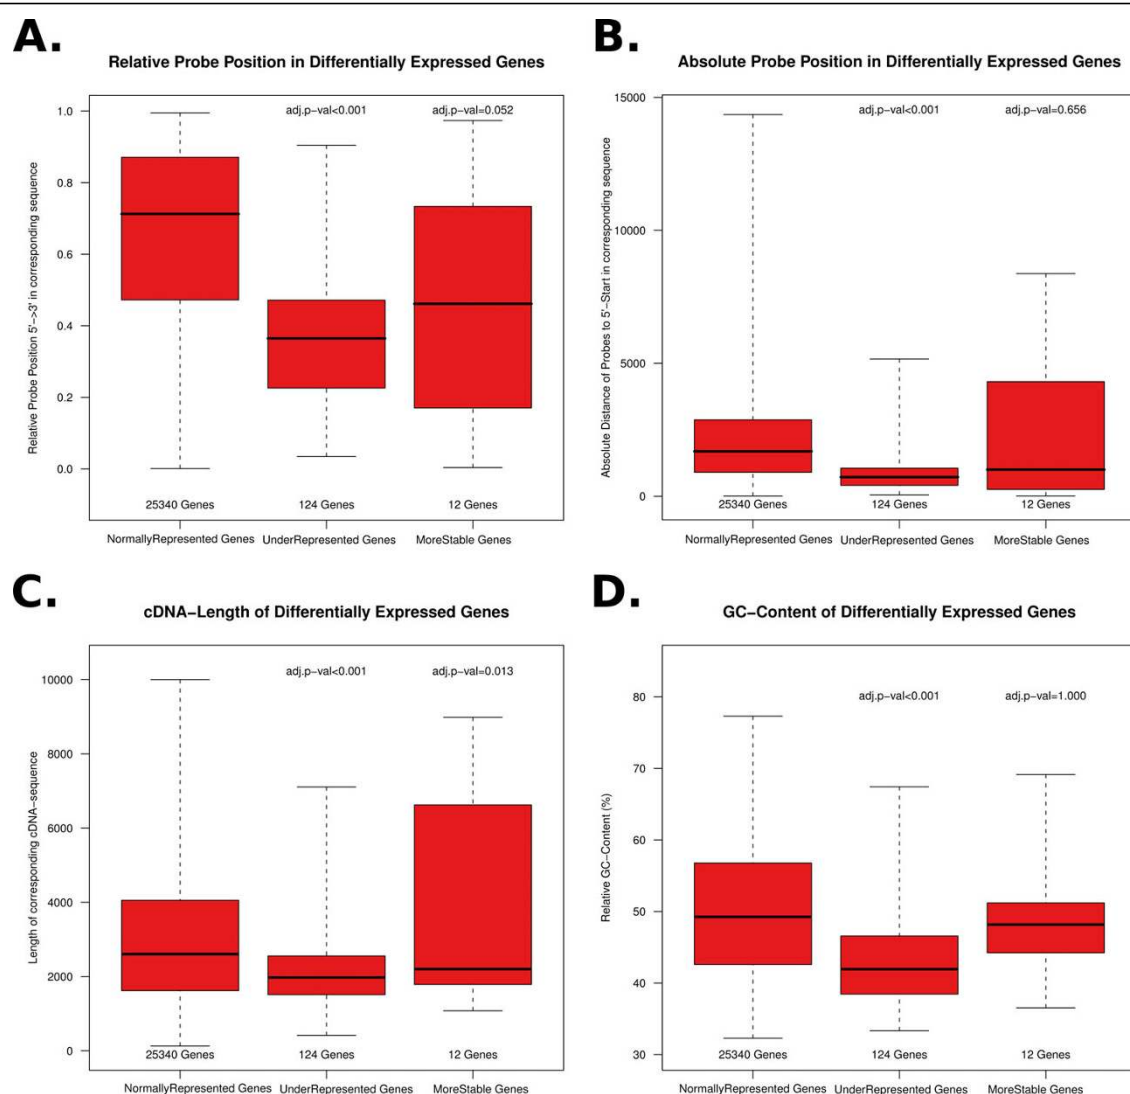 A.
Relative Probe Position in Differentially Expressed Genes
Relative Probe Position 5'->3' in corresponding sequence
1.0
0.8
0.6
0.4
0.2
0.0
adj.p-val<0.001
adj.p-val=0.052
25340 Genes
124 Genes
12 Genes
NormallyRepresented Genes
UnderRepresented Genes
MoreStable Genes
B.
Absolute Probe Position in Differentially Expressed Genes
Absolute Distance of Probes to 5'-Start in corresponding sequence
15000
10000
5000
0
adj.p-val<0.001
adj.p-val=0.656
25340 Genes
124 Genes
12 Genes
NormallyRepresented Genes
UnderRepresented Genes
MoreStable Genes
C.
cDNA-Length of Differentially Expressed Genes
Length of corresponding cDNA-sequence
10000
8000
6000
4000
2000
0
adj.p-val<0.001
adj.p-val=0.013
25340 Genes
124 Genes
12 Genes
NormallyRepresented Genes
UnderRepresented Genes
MoreStable Genes
D.
GC-Content of Differentially Expressed Genes
Relative GC-Content (%)
80
70
60
50
40
30
adj.p-val<0.001
adj.p-val=1.000
25340 Genes
124 Genes
12 Genes
NormallyRepresented Genes
UnderRepresented Genes
MoreStable Genes